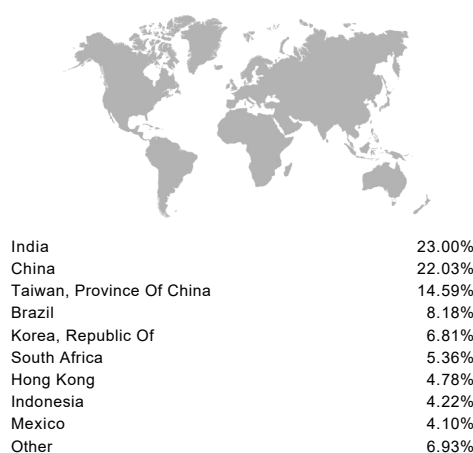 India 23.00%
China 22.03%
Taiwan, Province Of China 14.59%
Brazil 8.18%
Korea, Republic Of 6.81%
South Africa 5.36%
Hong Kong 4.78%
Indonesia 4.22%
Mexico 4.10%
Other 6.93%